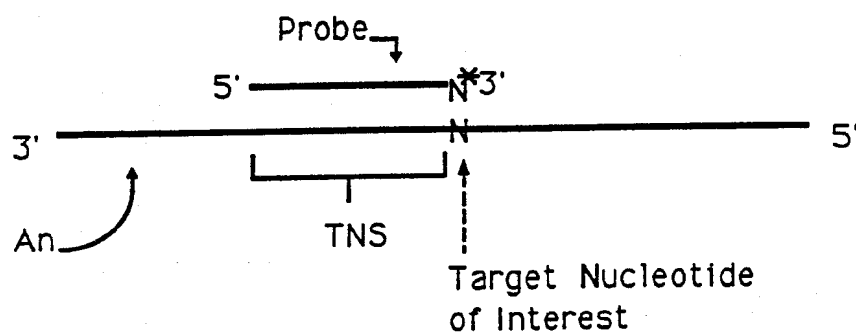 Probe
5' N*3'
3' N 5'
An
TNS
Target Nucleotide
of Interest